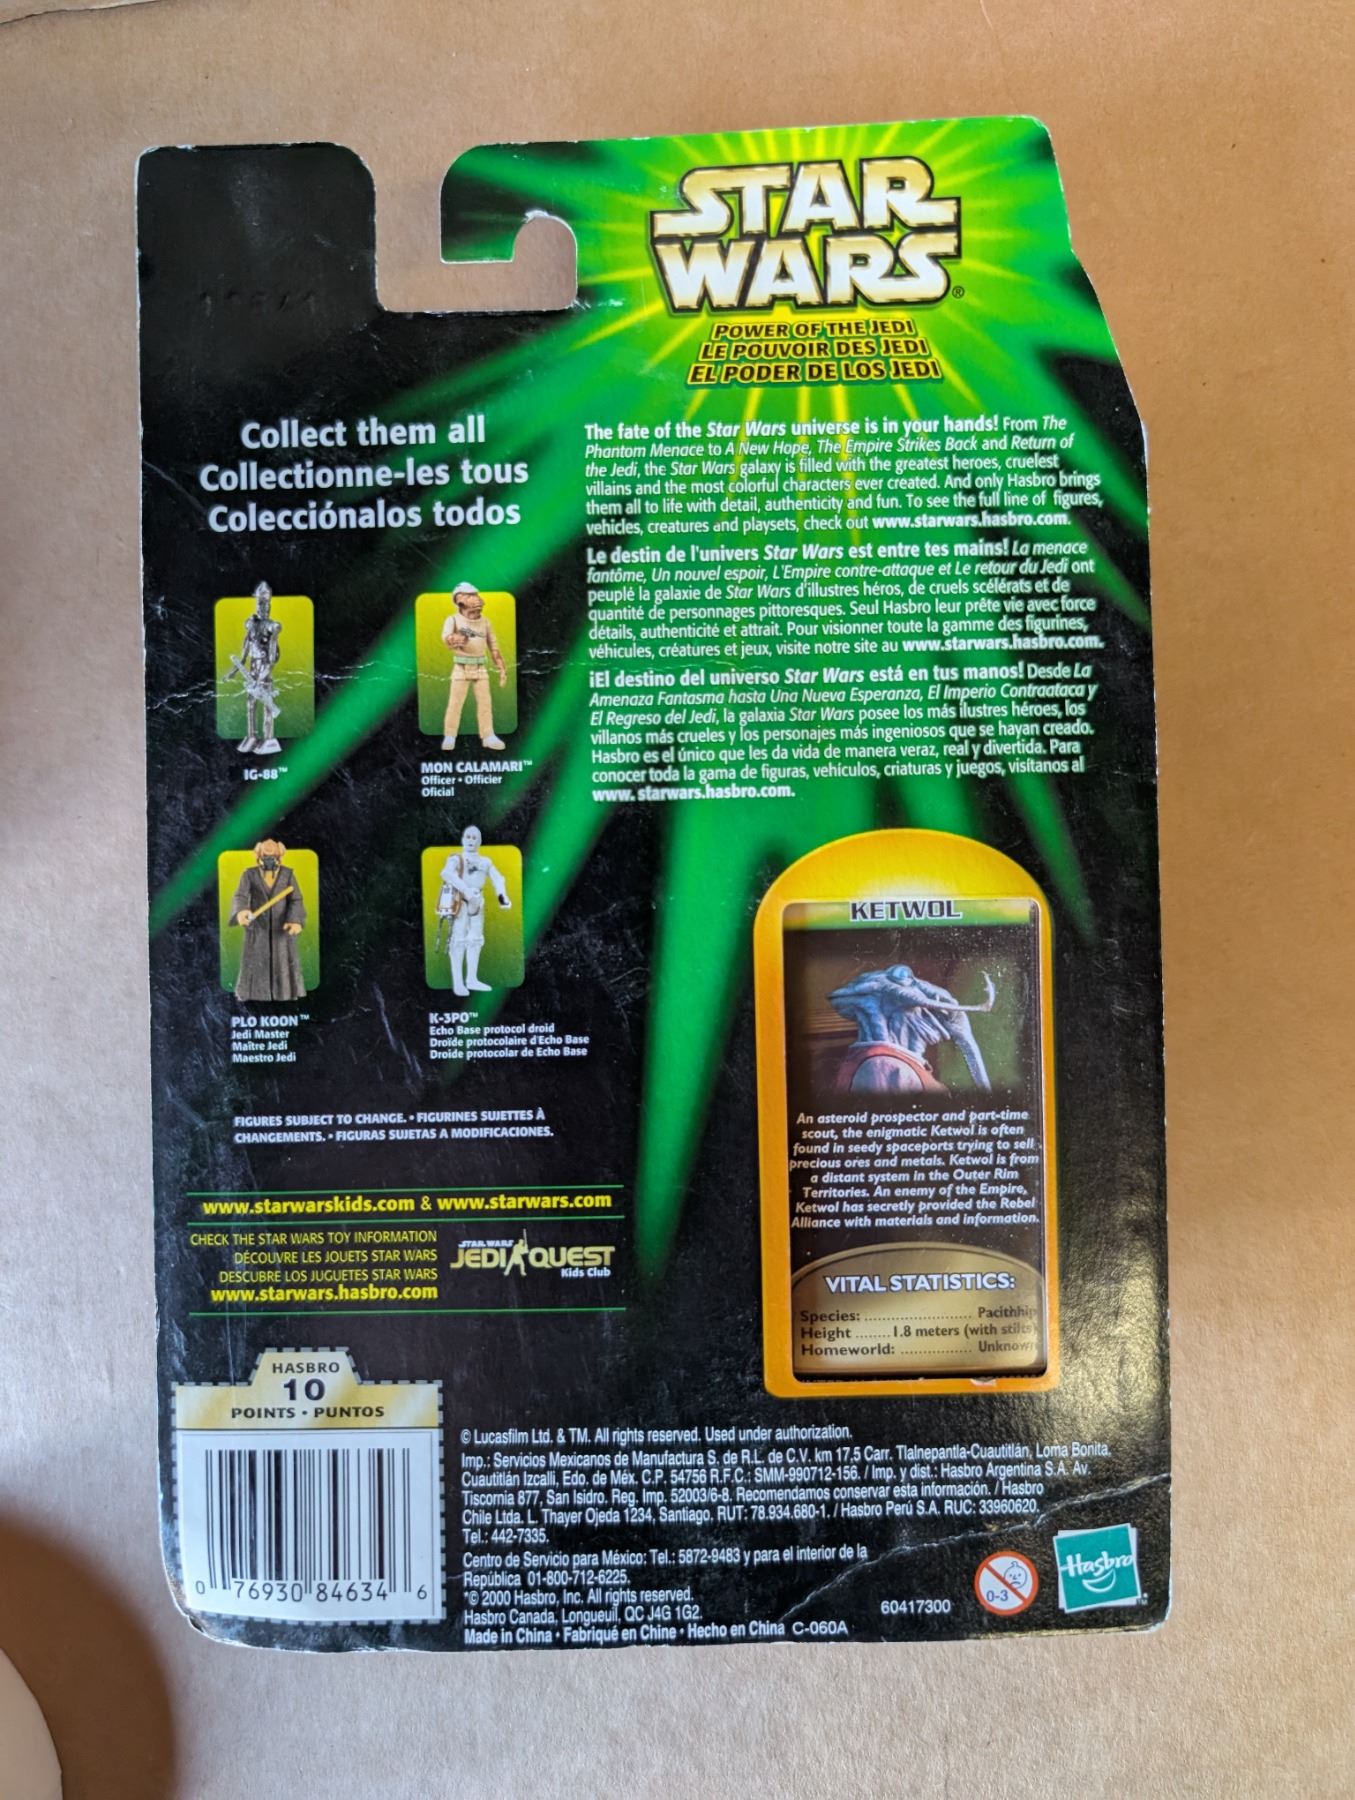 STAR
WARS®
POWER OF THE JEDI
LE POUVOIR DES JEDI
EL PODER DE LOS JEDI
Collect them all
Collectionne-les tous
Colecciónalos todos
The fate of the Star Wars universe is in your hands! From The
Phantom Menace to A New Hope, The Empire Strikes Back and Return of
the Jedi, the Star Wars galaxy is filled with the greatest heroes, cruelest
villains and the most colorful characters ever created. And only Hasbro brings
them all to life with detail, authenticity and fun. To see the full line of figures,
vehicles, creatures and playsets, check out www.starwars.hasbro.com.
Le destin de l'univers Star Wars est entre tes mains! La menace
fantôme, Un nouvel espoir, L'Empire contre-attaque et Le retour du Jedi ont
peuplé la galaxie de Star Wars d'illustres héros, de cruels scélérats et de
quantité de personnages pittoresques. Seul Hasbro leur prête vie avec force
détails, authenticité et attrait. Pour visionner toute la gamme des figurines,
véhicules, créatures et jeux, visite notre site au www.starwars.hasbro.com.
¡El destino del universo Star Wars está en tus manos! Desde La
Amenaza Fantasma hasta Una Nueva Esperanza, El Imperio Contraataca y
El Regreso del Jedi, la galaxia Star Wars posee los más ilustres héroes, los
villanos más crueles y los personajes más ingeniosos que se hayan creado.
Hasbro es el único que les da vida de manera veraz, real y divertida. Para
conocer toda la gama de figuras, vehículos, criaturas y juegos, visítanos al
www. starwars.hasbro.com.
IG-88™
MON CALAMARI™
Officer • Officier
Oficial
PLO KOON™
Jedi Master
Maître Jedi
Maestro Jedi
K-3PO™
Echo Base protocol droid
Droïde protocolaire d'Echo Base
Droide protocolar de Echo Base
FIGURES SUBJECT TO CHANGE. • FIGURINES SUJETTES À
CHANGEMENTS. • FIGURAS SUJETAS A MODIFICACIONES.
www.starwarskids.com & www.starwars.com
CHECK THE STAR WARS TOY INFORMATION
DÉCOUVRE LES JOUETS STAR WARS
DESCUBRE LOS JUGUETES STAR WARS
www.starwars.hasbro.com
STAR WARS
JEDI QUEST
Kids Club
KETWOL
An asteroid prospector and part-time
scout, the enigmatic Ketwol is often
found in seedy spaceports trying to sell
precious ores and metals. Ketwol is from
a distant system in the Outer Rim
Territories. An enemy of the Empire,
Ketwol has secretly provided the Rebel
Alliance with materials and information.
VITAL STATISTICS:
Species: ...................... Pacithhip
Height ........1.8 meters (with stilts)
Homeworld: ............... Unknown
HASBRO
10
POINTS • PUNTOS
0 76930 84634 6
© Lucasfilm Ltd. & TM. All rights reserved. Used under authorization.
Imp.: Servicios Mexicanos de Manufactura S. de R.L. de C.V. km 17,5 Carr. Tlalnepantla-Cuautitlán, Loma Bonita,
Cuautitlán Izcalli, Edo. de Méx. C.P. 54756 R.F.C.: SMM-990712-156. / Imp. y dist.: Hasbro Argentina S.A. Av.
Tiscornia 877, San Isidro. Reg. Imp. 52003/6-8. Recomendamos conservar esta información. / Hasbro
Chile Ltda. L. Thayer Ojeda 1234, Santiago. RUT: 78.934.680-1. / Hasbro Perú S.A. RUC: 33960620.
Tel.: 442-7335.
Centro de Servicio para México: Tel.: 5872-9483 y para el interior de la
República 01-800-712-6225.
*© 2000 Hasbro, Inc. All rights reserved.
Hasbro Canada, Longueuil, QC J4G 1G2.
Made in China • Fabriqué en Chine • Hecho en China C-060A
60417300
0-3
Hasbro™